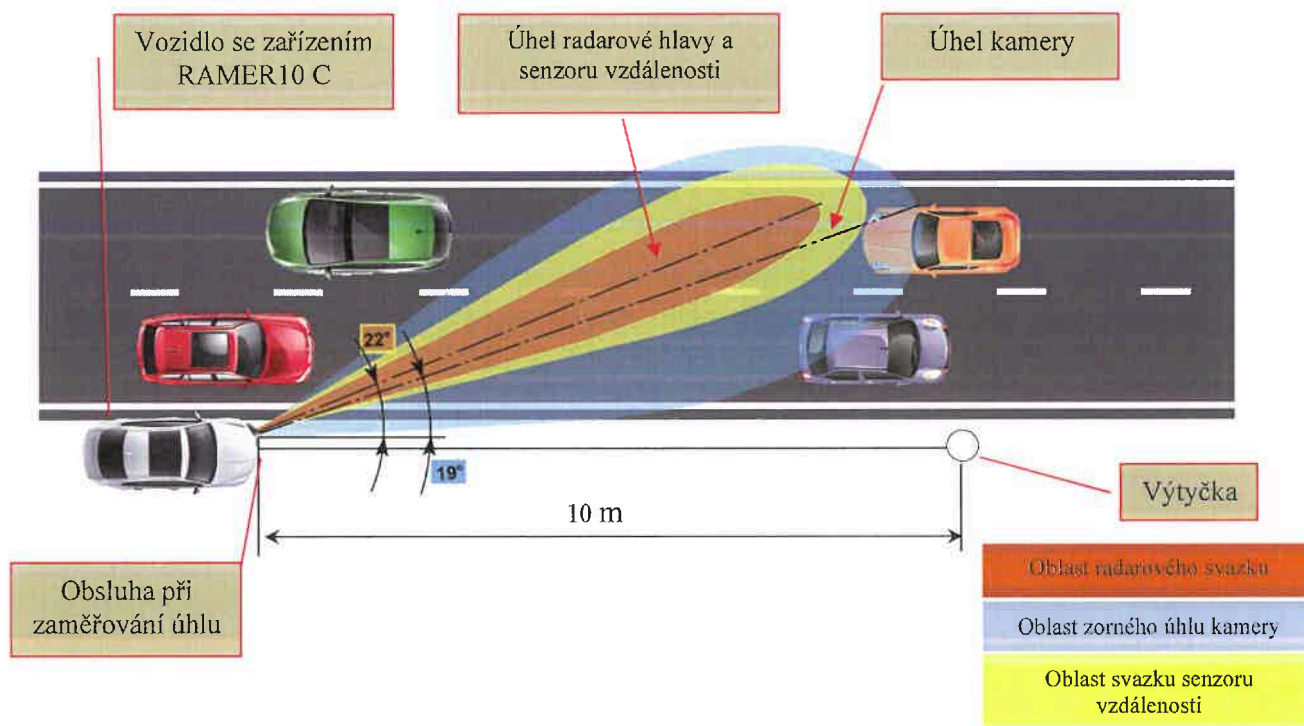 Vozidlo se zařízením
RAMER10 C
Úhel radarové hlavy a
senzoru vzdálenosti
Úhel kamery
22°
19°
10 m
Výtyčka
Obsluha při
zaměřování úhlu
Oblast radarového svazku
Oblast zorného úhlu kamery
Oblast svazku senzoru
vzdálenosti